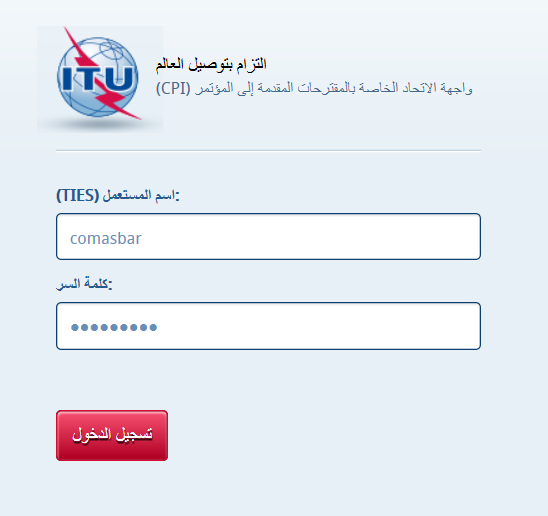 ITU
التزام بتوصيل العالم
واجهة الاتحاد الخاصة بالمقترحات المقدمة إلى المؤتمر (CPI)
اسم المستعمل (TIES):
comasbar
كلمة السر:
•••••••••
تسجيل الدخول